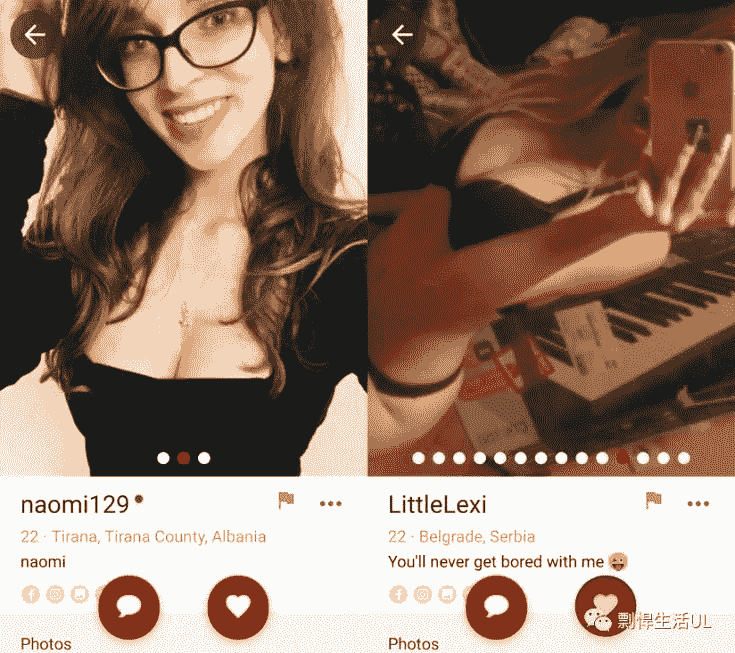 naomi129
22 · Tirana, Tirana County, Albania
naomi
Photos
LittleLexi
22 · Belgrade, Serbia
You'll never get bored with me 😜
Photos
剽悍生活UL